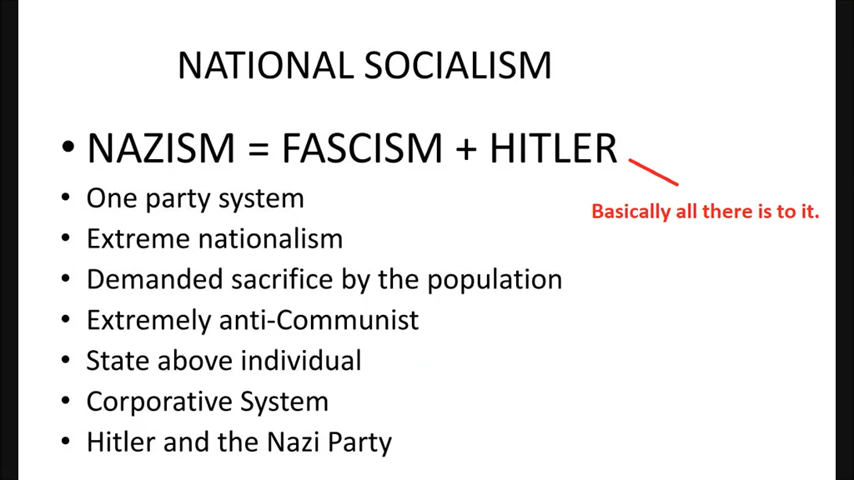 NATIONAL SOCIALISM
• NAZISM = FASCISM + HITLER
Basically all there is to it.
• One party system
• Extreme nationalism
• Demanded sacrifice by the population
• Extremely anti-Communist
• State above individual
• Corporative System
• Hitler and the Nazi Party